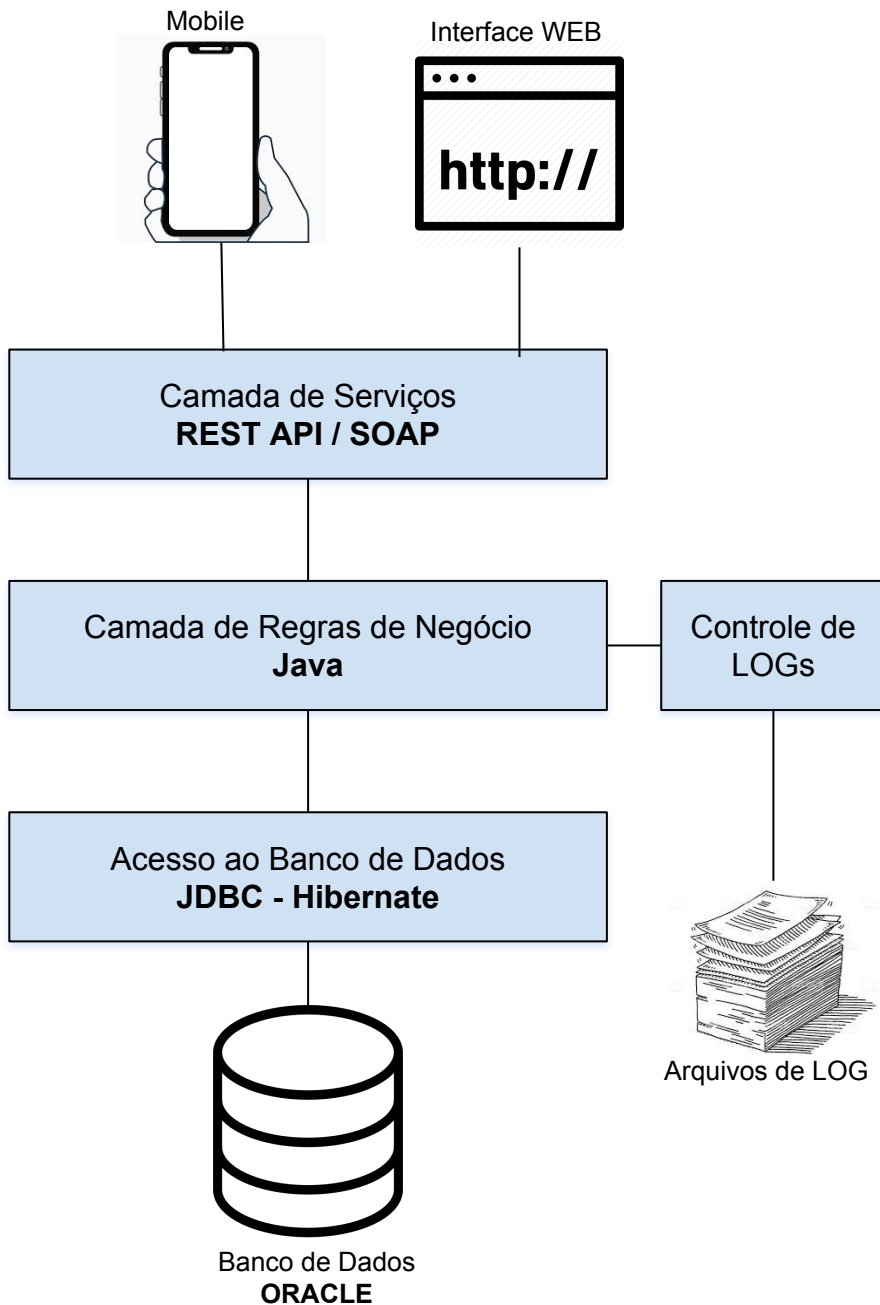 Mobile
Interface WEB
http://
Camada de Serviços
REST API / SOAP
Camada de Regras de Negócio
Java
Controle de
LOGs
Acesso ao Banco de Dados
JDBC - Hibernate
Arquivos de LOG
Banco de Dados
ORACLE